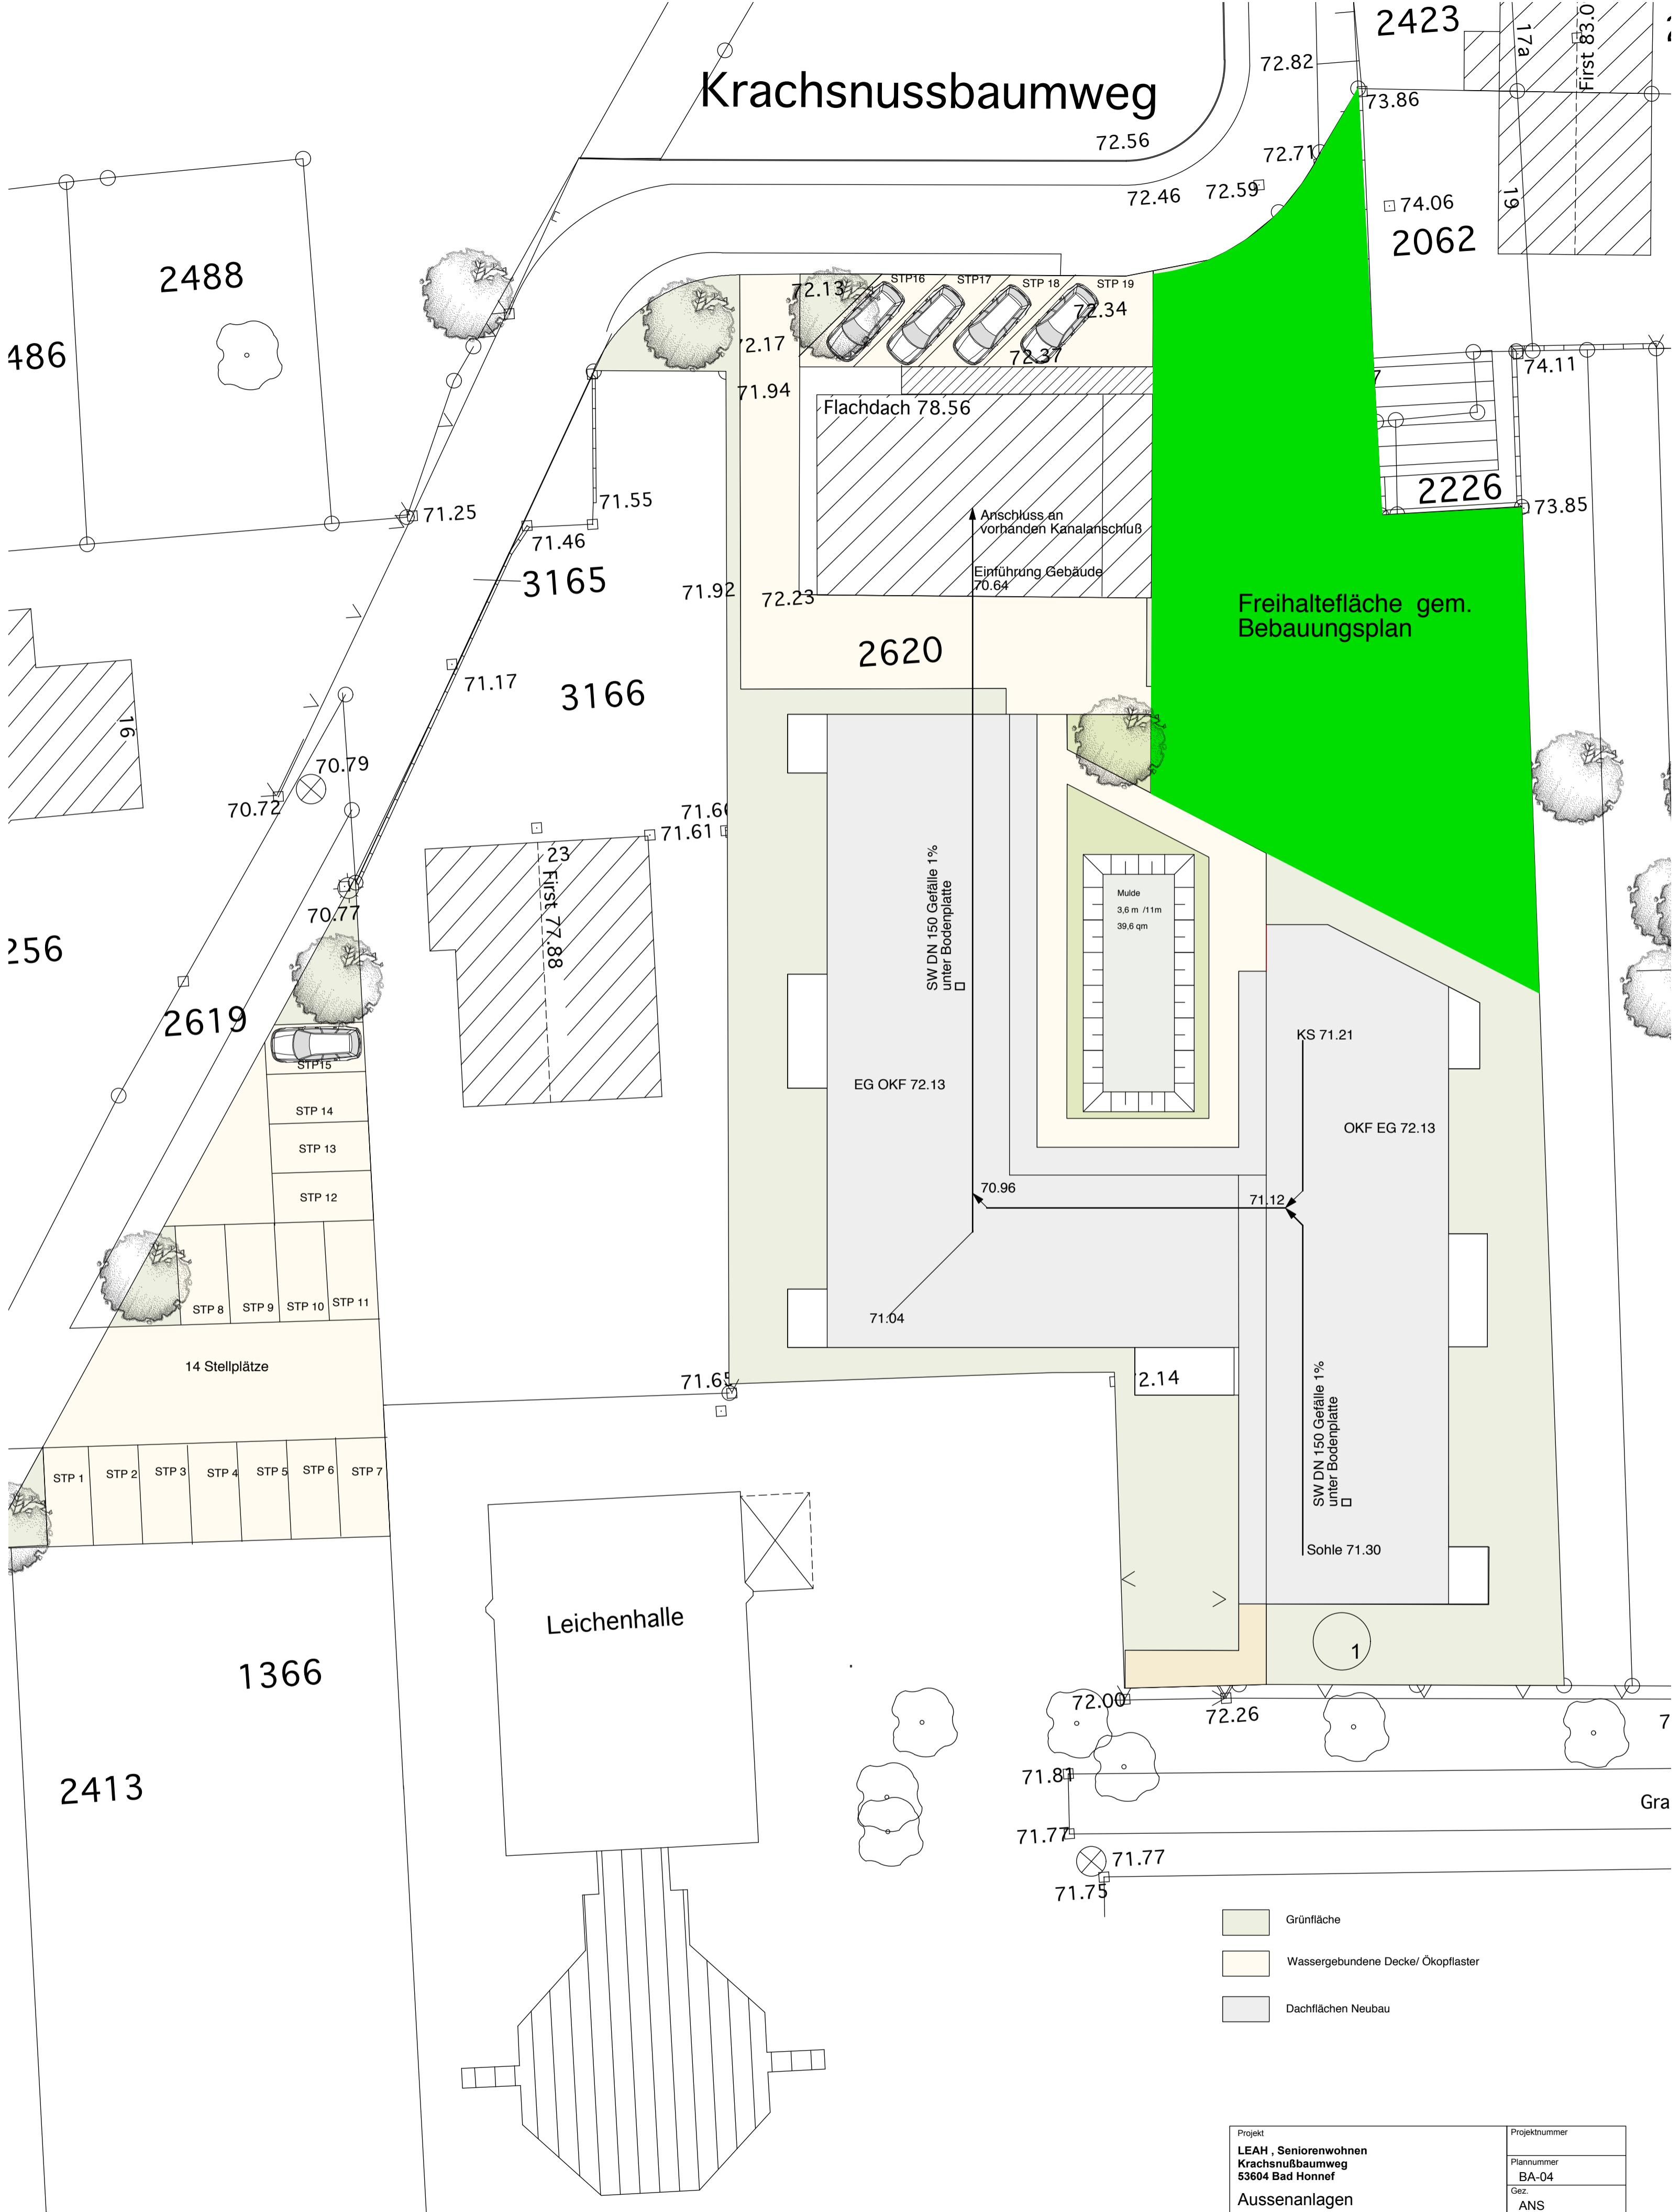 2423
17a
First 83.0
72.82
Krachsnussbaumweg
73.86
72.56
72.71
72.46
72.59
74.06
19
2062
2488
STP16
STP17
STP 18
STP 19
72.13
72.34
486
72.17
72.37
74.11
71.94
Flachdach 78.56
2226
73.85
71.25
71.55
Anschluss an
vorhanden Kanalanschluß
71.46
3165
Einführung Gebäude
70.64
71.92
72.23
Freihaltefläche gem.
Bebauungsplan
2620
71.17
3166
16
70.79
70.72
71.61
23
First 77.88
SW DN 150 Gefälle 1%
unter Bodenplatte
Mulde
3,6 m /11m
39,6 qm
70.77
256
2619
KS 71.21
STP15
EG OKF 72.13
STP 14
OKF EG 72.13
STP 13
STP 12
70.96
71.12
STP 8
STP 9
STP 10
STP 11
71.04
14 Stellplätze
71.65
2.14
SW DN 150 Gefälle 1%
unter Bodenplatte
STP 1
STP 2
STP 3
STP 4
STP 5
STP 6
STP 7
Sohle 71.30
Leichenhalle
1
1366
72.00
72.26
7
2413
71.81
Gra
71.77
71.77
71.75
Grünfläche
Wassergebundene Decke/ Ökopflaster
Dachflächen Neubau
Projekt
LEAH , Seniorenwohnen
Krachsnußbaumweg
53604 Bad Honnef
Aussenanlagen
Projektnummer
Plannummer
BA-04
Gez.
ANS